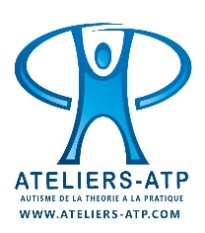 ATELIERS-ATP
AUTISME DE LA THEORIE A LA PRATIQUE
WWW.ATELIERS-ATP.COM